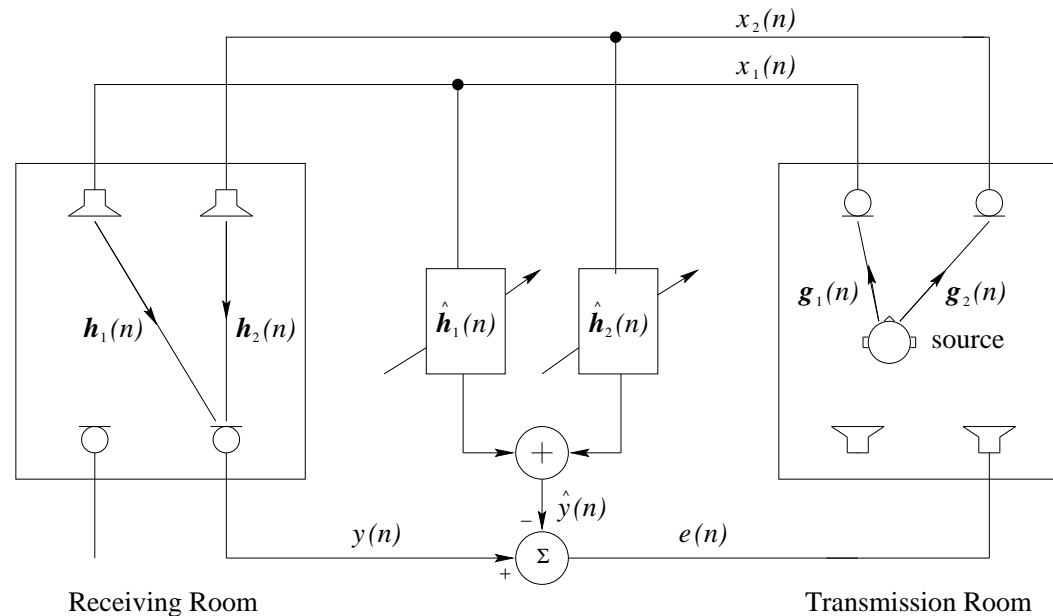 x₂(n)
x₁(n)
h₁(n)
h₂(n)
ĥ₁(n)
ĥ₂(n)
g₁(n)
g₂(n)
source
+
ŷ(n)
−
y(n)
+
Σ
e(n)
Receiving Room
Transmission Room